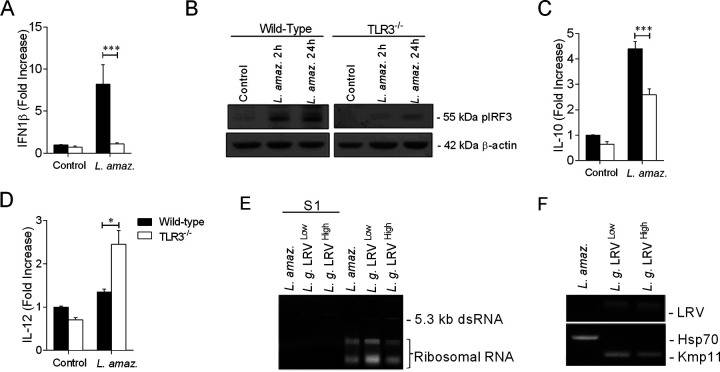 A
IFN1β (Fold Increase)
15
10
5
0
***
Control
L. amaz.
B
Wild-Type
TLR3-/-
Control
L. amaz. 2h
L. amaz. 24h
Control
L. amaz. 2h
L. amaz. 24h
- 55 kDa pIRF3
- 42 kDa β-actin
C
IL-10 (Fold Increase)
5
4
3
2
1
0
***
Control
L. amaz.
D
IL-12 (Fold Increase)
3
2
1
0
*
Wild-type
TLR3-/-
Control
L. amaz.
E
S1
L. amaz.
L. g. LRV Low
L. g. LRV High
L. amaz.
L. g. LRV Low
L. g. LRV High
- 5.3 kb dsRNA
Ribosomal RNA
F
L. amaz.
L. g. LRV Low
L. g. LRV High
- LRV
- Hsp70
- Kmp11